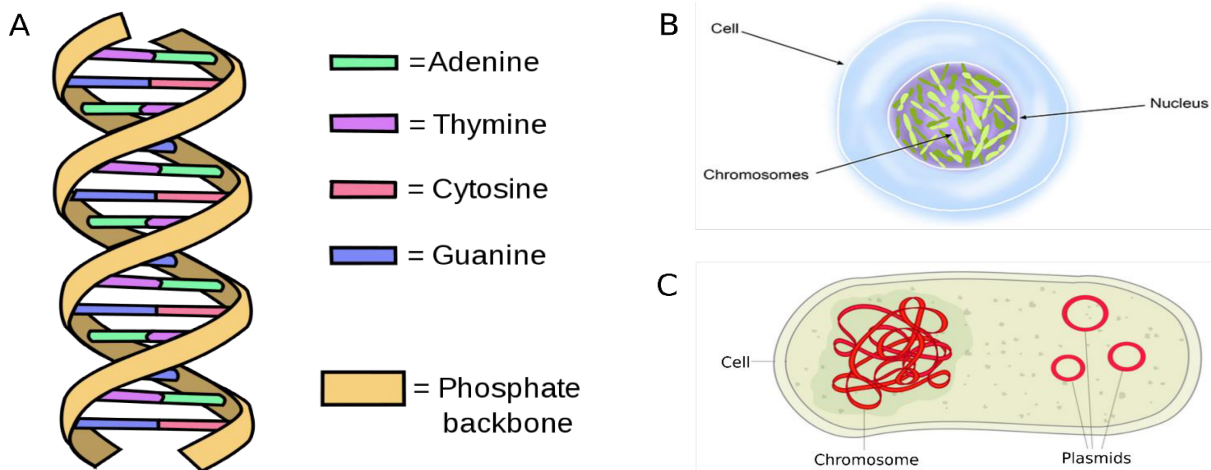 A
= Adenine
= Thymine
= Cytosine
= Guanine
= Phosphate
backbone
B
Cell
Nucleus
Chromosomes
C
Cell
Chromosome
Plasmids